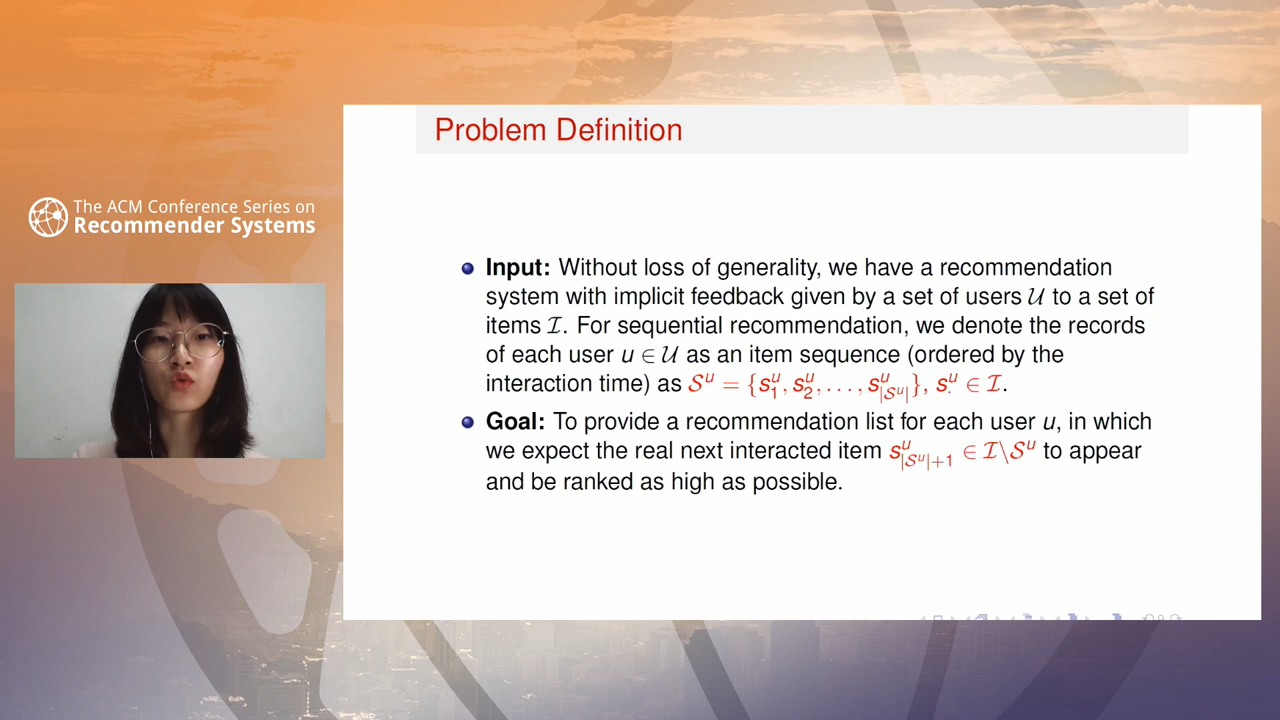 The ACM Conference Series on
Recommender Systems
Problem Definition
Input: Without loss of generality, we have a recommendation
system with implicit feedback given by a set of users 𝒰 to a set of
items ℐ. For sequential recommendation, we denote the records
of each user u ∈ 𝒰 as an item sequence (ordered by the
interaction time) as 𝒮ᵘ = {s₁ᵘ, s₂ᵘ, . . . , s_{|𝒮ᵘ|}^u}, s.ᵘ ∈ ℐ.
Goal: To provide a recommendation list for each user u, in which
we expect the real next interacted item s_{|𝒮ᵘ|+1}^u ∈ ℐ\𝒮ᵘ to appear
and be ranked as high as possible.